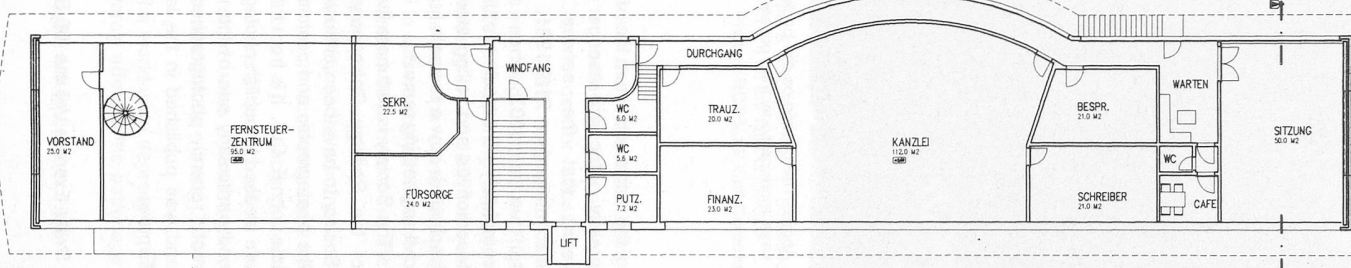 VORSTAND
25.0 M2
FERNSTEUER-
ZENTRUM
95.0 M2
SEKR.
22.5 M2
FÜRSORGE
24.0 M2
WINDFANG
LIFT
WC
6.0 M2
WC
5.6 M2
PUTZ.
7.2 M2
DURCHGANG
TRAUZ.
20.0 M2
FINANZ.
23.0 M2
KANZLEI
112.0 M2
BESPR.
21.0 M2
SCHREIBER
21.0 M2
WARTEN
WC
CAFE
SITZUNG
50.0 M2